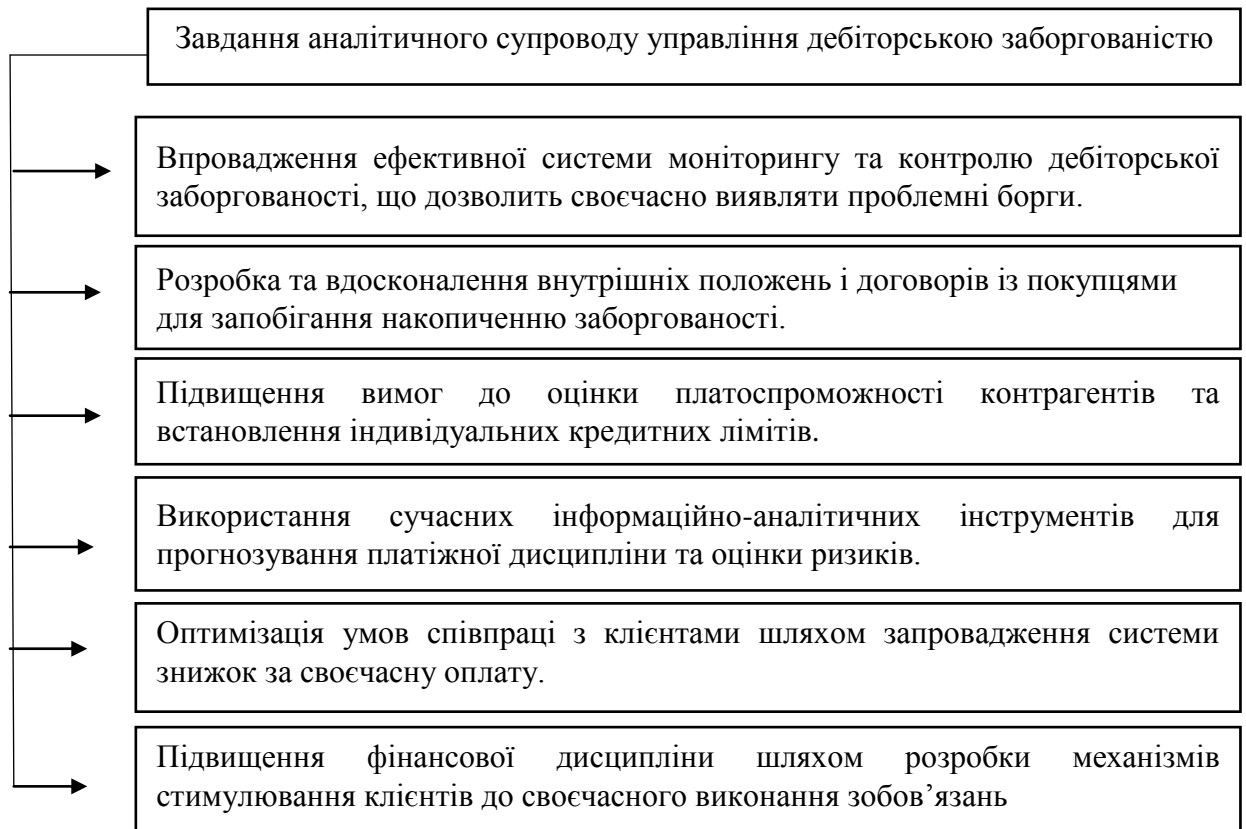 Завдання аналітичного супроводу управління дебіторською заборгованістю
Впровадження ефективної системи моніторингу та контролю дебіторської
заборгованості, що дозволить своєчасно виявляти проблемні борги.
Розробка та вдосконалення внутрішніх положень і договорів із покупцями
для запобігання накопиченню заборгованості.
Підвищення вимог до оцінки платоспроможності контрагентів та
встановлення індивідуальних кредитних лімітів.
Використання сучасних інформаційно-аналітичних інструментів для
прогнозування платіжної дисципліни та оцінки ризиків.
Оптимізація умов співпраці з клієнтами шляхом запровадження системи
знижок за своєчасну оплату.
Підвищення фінансової дисципліни шляхом розробки механізмів
стимулювання клієнтів до своєчасного виконання зобов’язань